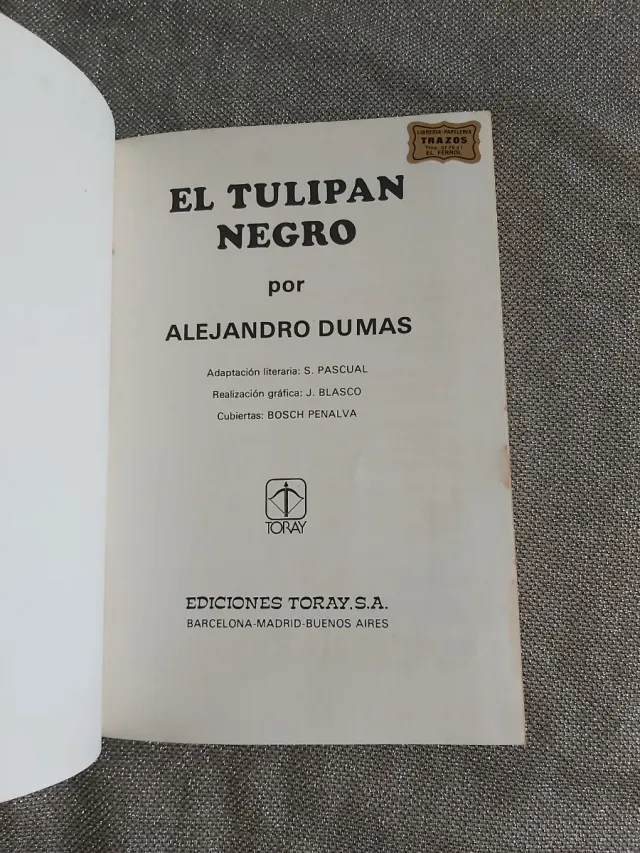 LIBRERIA-PAPELERIA
TRAZOS
EL FERROL
EL TULIPAN
NEGRO
por
ALEJANDRO DUMAS
Adaptación literaria: S. PASCUAL
Realización gráfica: J. BLASCO
Cubiertas: BOSCH PENALVA
TORAY
EDICIONES TORAY, S.A.
BARCELONA-MADRID-BUENOS AIRES